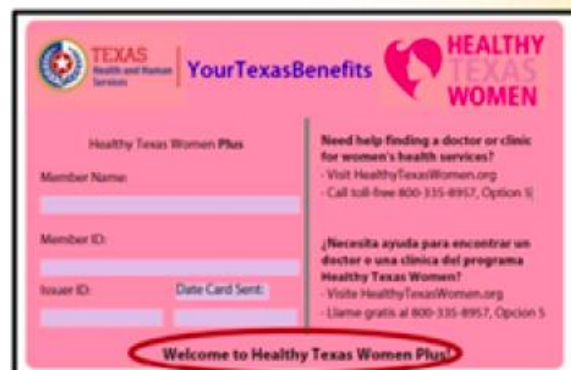 TEXAS
Health and Human
Services
YourTexasBenefits
HEALTHY
TEXAS
WOMEN
Healthy Texas Women Plus
Member Name:
Member ID:
Issuer ID:
Date Card Sent:
Need help finding a doctor or clinic
for women's health services?
- Visit HealthyTexasWomen.org
- Call toll-free 800-335-8957, Option 5
¿Necesita ayuda para encontrar un
doctor o una clínica del programa
Healthy Texas Women?
- Visite HealthyTexasWomen.org
- Llame gratis al 800-335-8957, Opción 5
Welcome to Healthy Texas Women Plus!